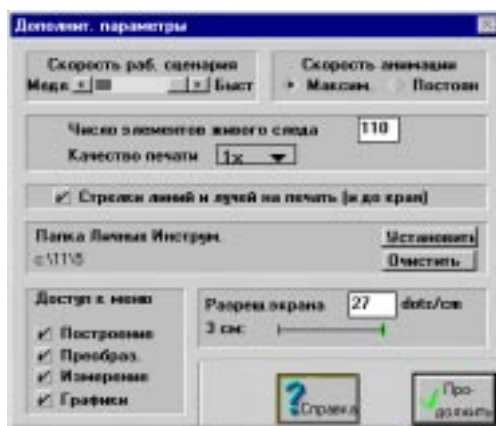 Дополнит. параметры
Скорость раб. сценария
Медл Быст
Скорость анимации
Максим. Постоян
Число элементов живого следа 110
Качество печати 1x
Стрелки линий и лучей на печать (и до края)
Папка Личных Инструм.
c:\11\5
Установить
Очистить
Доступ к меню
Построение
Преобраз.
Измерение
Графики
Разреш.экрана 27 dots/cm
3 см:
Справка
Про-
должить